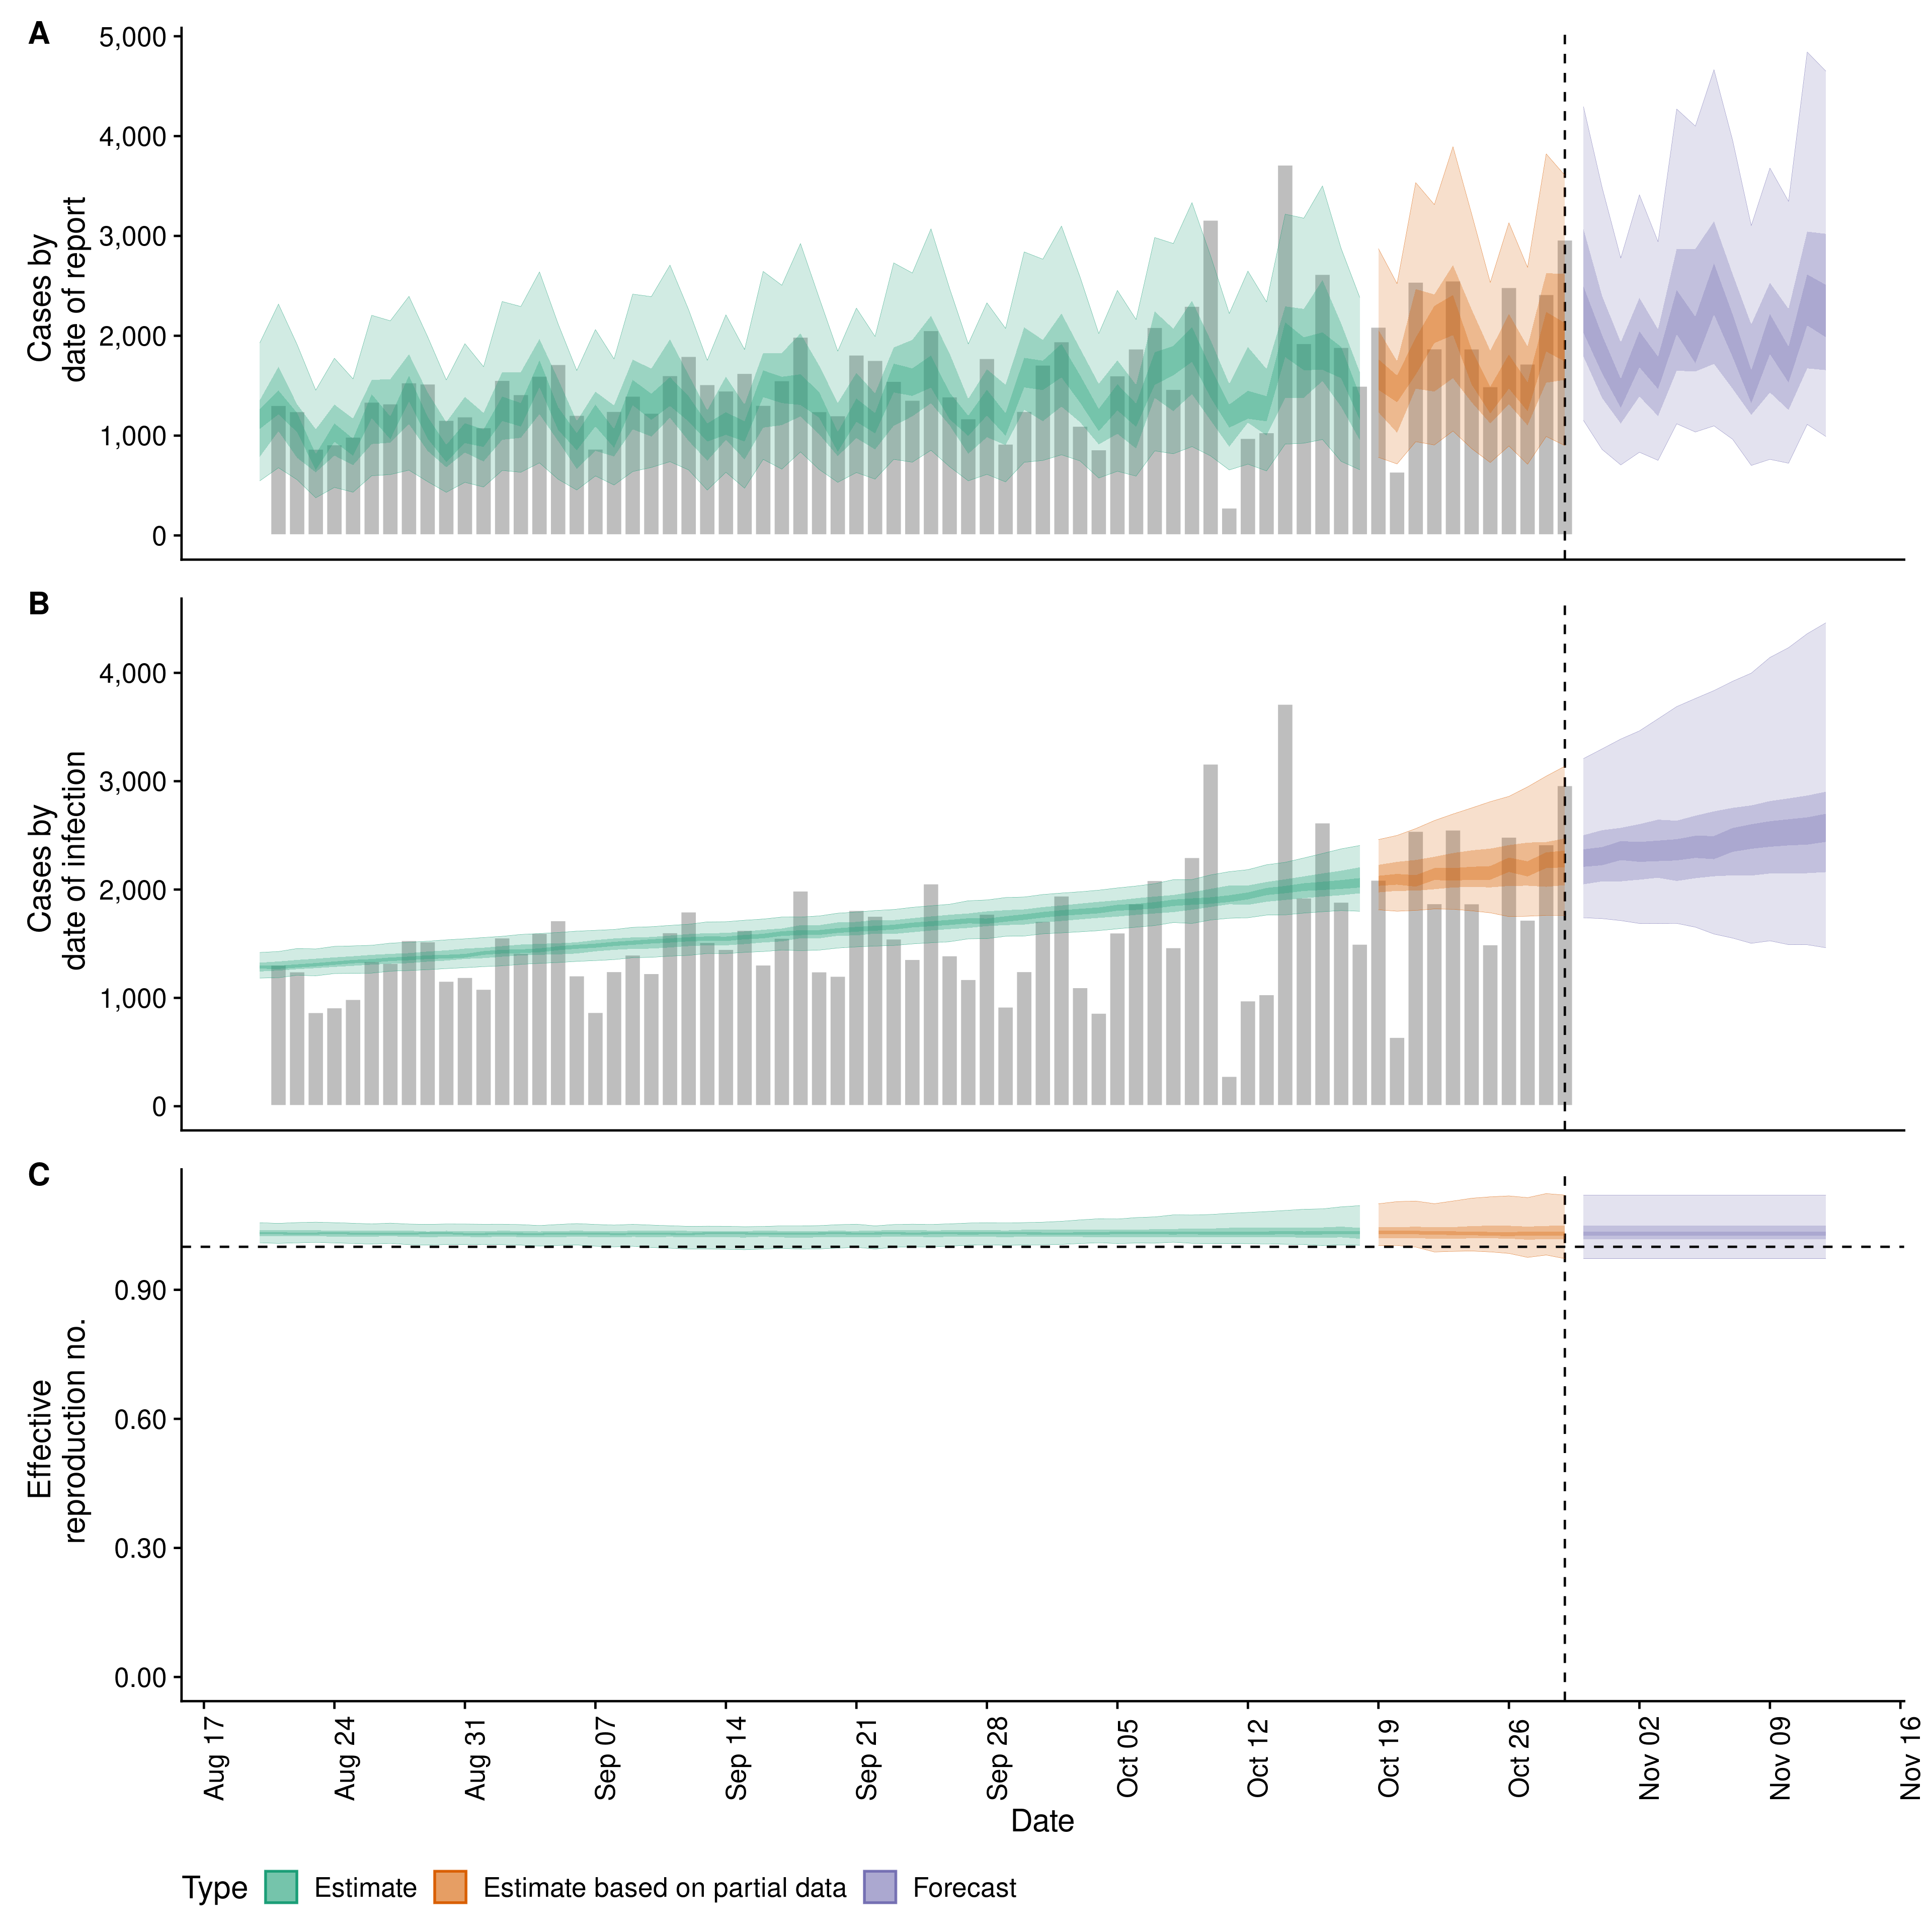 A
5,000
4,000
3,000
2,000
1,000
0
Cases by
date of report
B
4,000
3,000
2,000
1,000
0
Cases by
date of infection
C
0.90
0.60
0.30
0.00
Effective
reproduction no.
Aug 17
Aug 24
Aug 31
Sep 07
Sep 14
Sep 21
Sep 28
Oct 05
Oct 12
Oct 19
Oct 26
Nov 02
Nov 09
Nov 16
Date
Type Estimate Estimate based on partial data Forecast